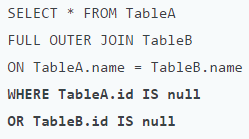 SELECT * FROM TableA
FULL OUTER JOIN TableB
ON TableA.name = TableB.name
WHERE TableA.id IS null
OR TableB.id IS null